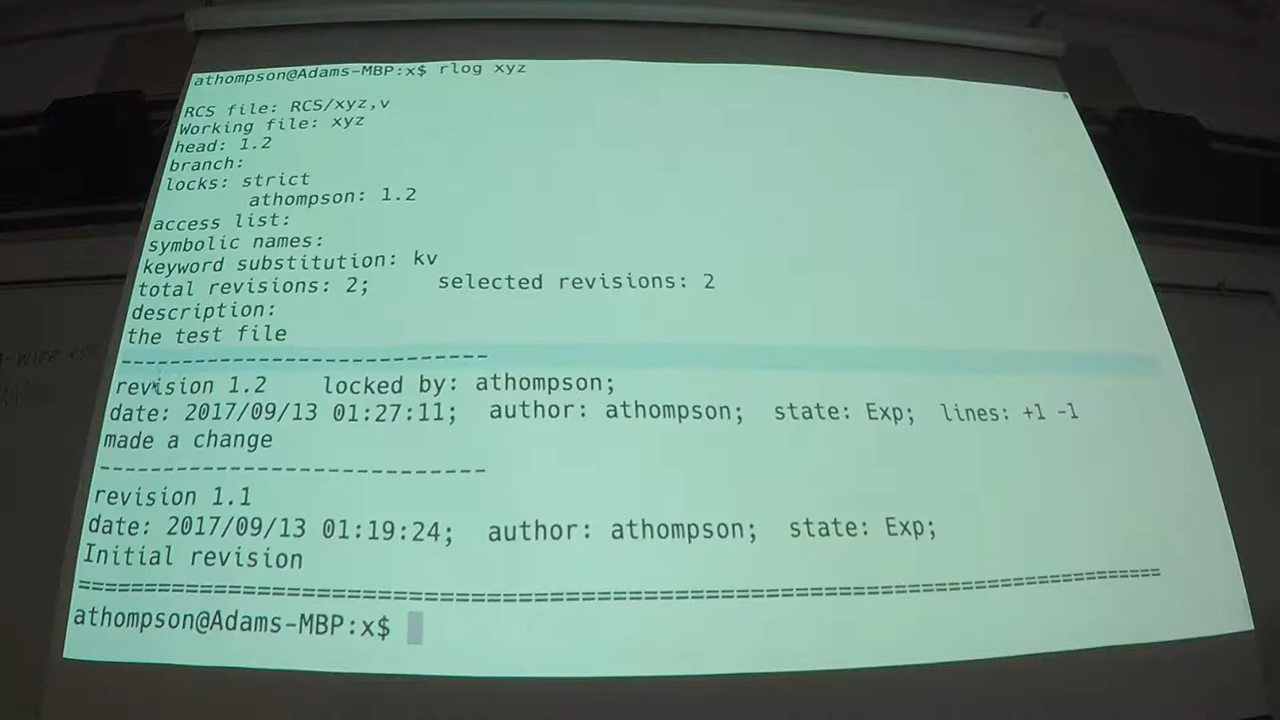 athompson@Adams-MBP:x$ rlog xyz
RCS file: RCS/xyz,v
Working file: xyz
head: 1.2
branch:
locks: strict
athompson: 1.2
access list:
symbolic names:
keyword substitution: kv
total revisions: 2;     selected revisions: 2
description:
the test file
----------------------------
revision 1.2    locked by: athompson;
date: 2017/09/13 01:27:11;  author: athompson;  state: Exp;  lines: +1 -1
made a change
----------------------------
revision 1.1
date: 2017/09/13 01:19:24;  author: athompson;  state: Exp;
Initial revision
=============================================================================
athompson@Adams-MBP:x$